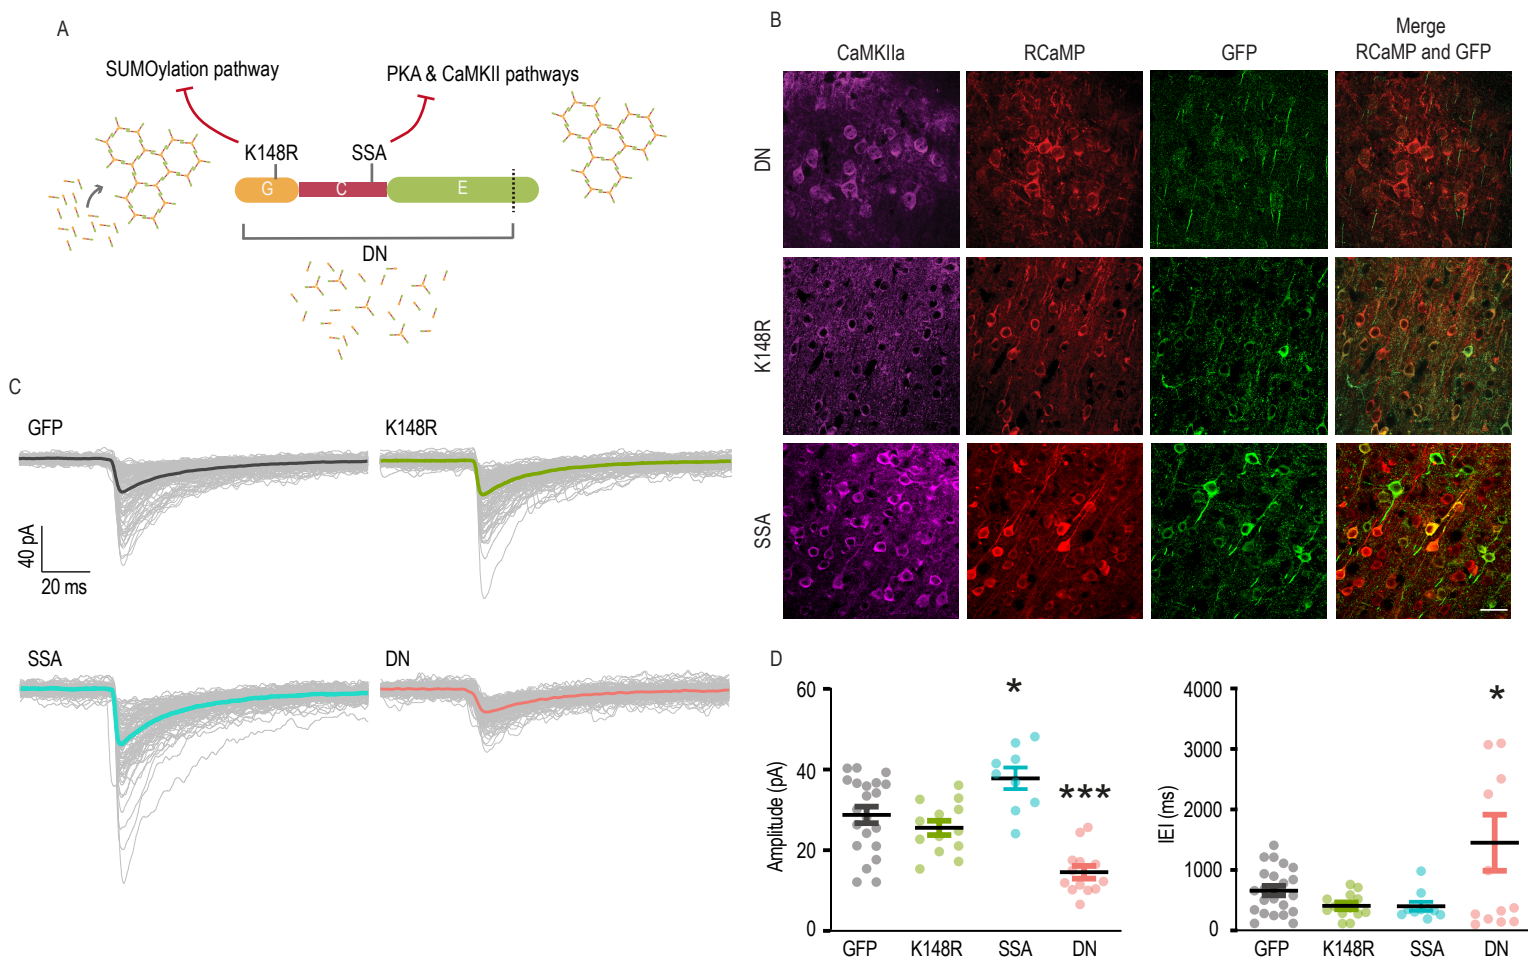 A
SUMOylation pathway
PKA & CaMKII pathways
K148R
SSA
G
C
E
DN
B
CaMKIIa
RCaMP
GFP
Merge
RCaMP and GFP
DN
K148R
SSA
C
GFP
K148R
40 pA
20 ms
SSA
DN
D
Amplitude (pA)
60
40
20
0
*
***
GFP
K148R
SSA
DN
IEI (ms)
4000
3000
2000
1000
0
*
GFP
K148R
SSA
DN